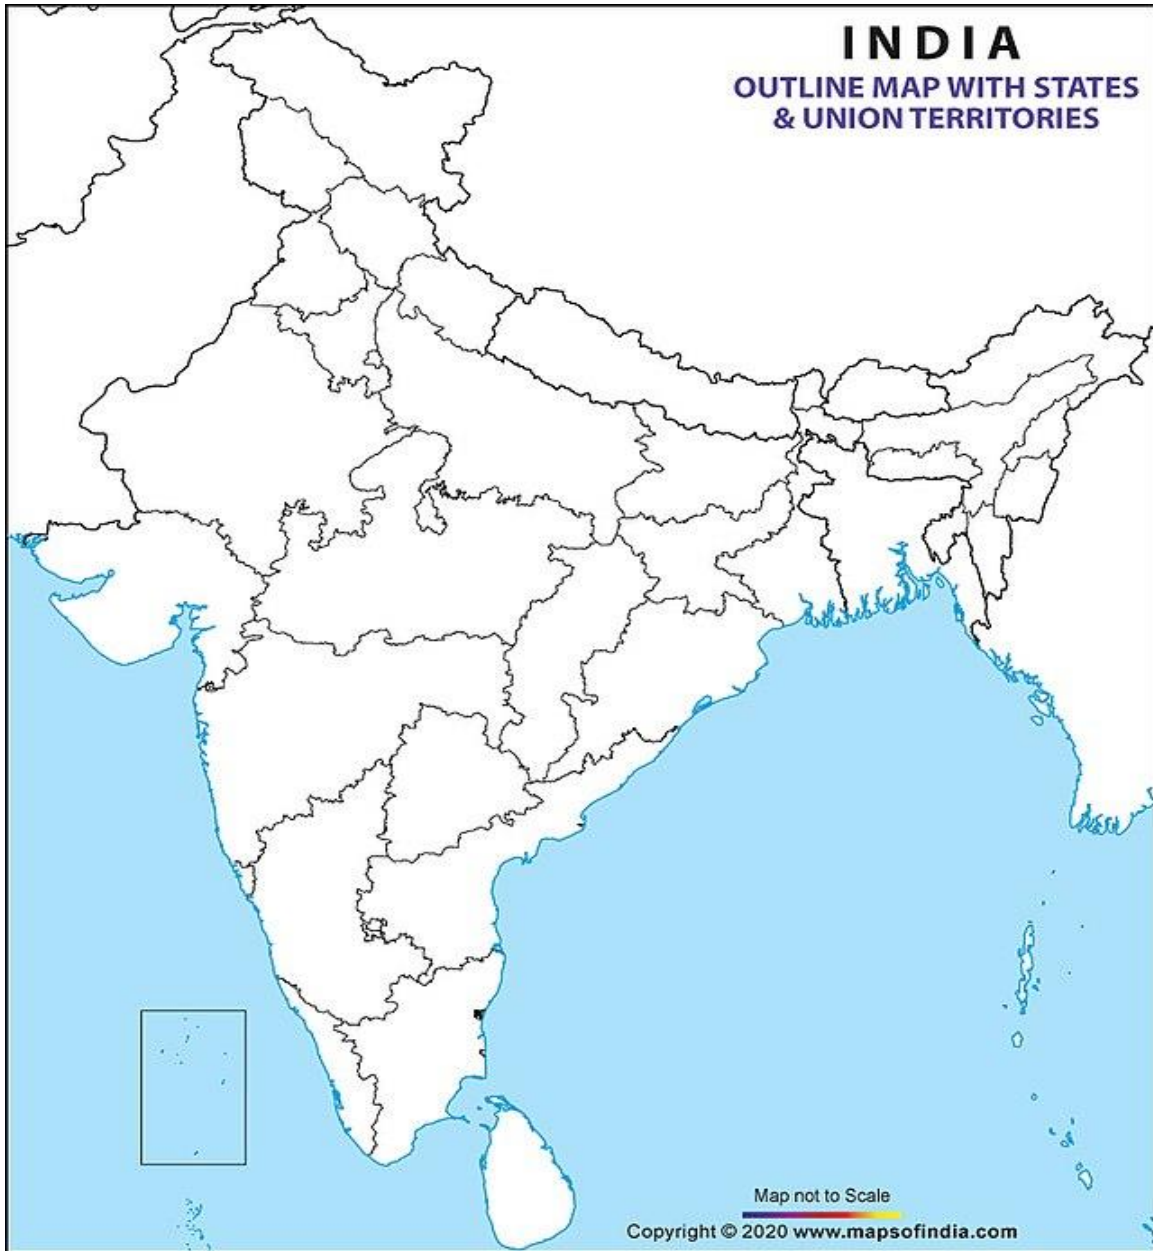 INDIA
OUTLINE MAP WITH STATES
& UNION TERRITORIES
Map not to Scale
Copyright © 2020 www.mapsofindia.com